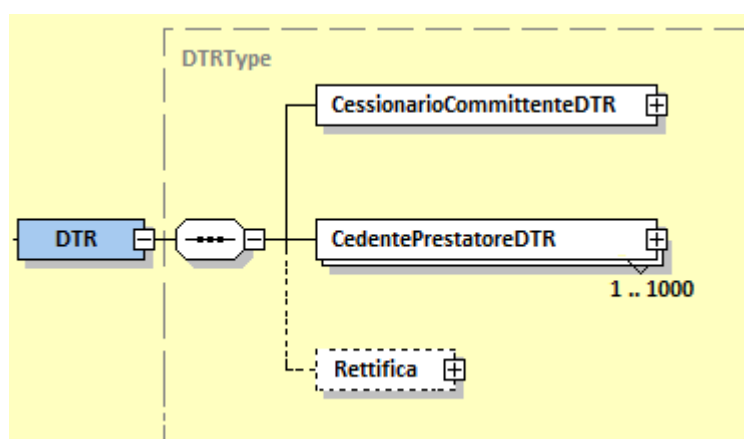 DTRType
CessionarioCommittenteDTR
DTR
CedentePrestatoreDTR
1 .. 1000
Rettifica